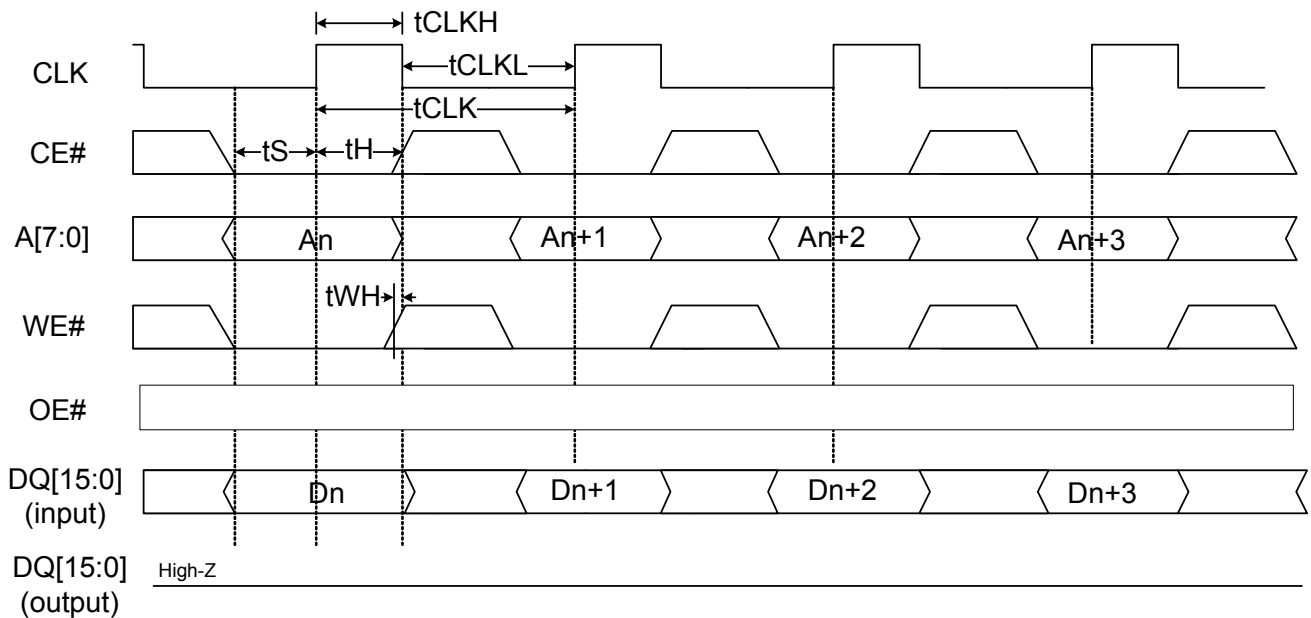 tCLKH
CLK
tCLKL
tCLK
CE#
tS
tH
A[7:0]
An
An+1
An+2
An+3
tWH
WE#
OE#
DQ[15:0]
(input)
Dn
Dn+1
Dn+2
Dn+3
DQ[15:0]
(output)
High-Z